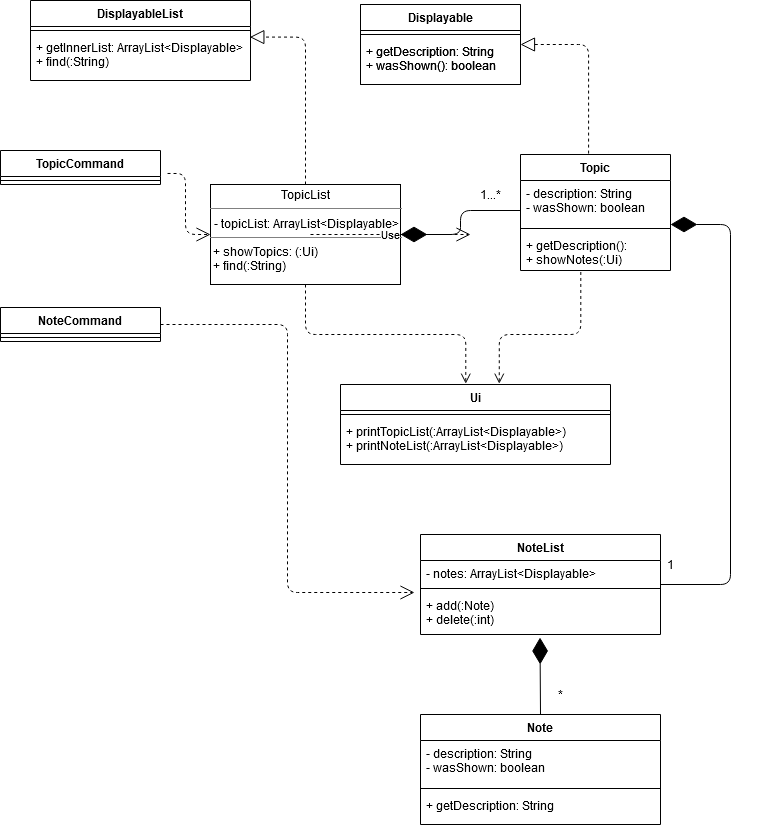 DisplayableList
+ getInnerList: ArrayList<Displayable>
+ find(:String)
Displayable
+ getDescription: String
+ wasShown(): boolean
TopicCommand
TopicList
- topicList: ArrayList<Displayable>
Use
+ showTopics: (:Ui)
+ find(:String)
1...*
Topic
- description: String
- wasShown: boolean
+ getDescription():
+ showNotes(:Ui)
NoteCommand
Ui
+ printTopicList(:ArrayList<Displayable>)
+ printNoteList(:ArrayList<Displayable>)
NoteList
- notes: ArrayList<Displayable>
+ add(:Note)
+ delete(:int)
1
*
Note
- description: String
- wasShown: boolean
+ getDescription: String